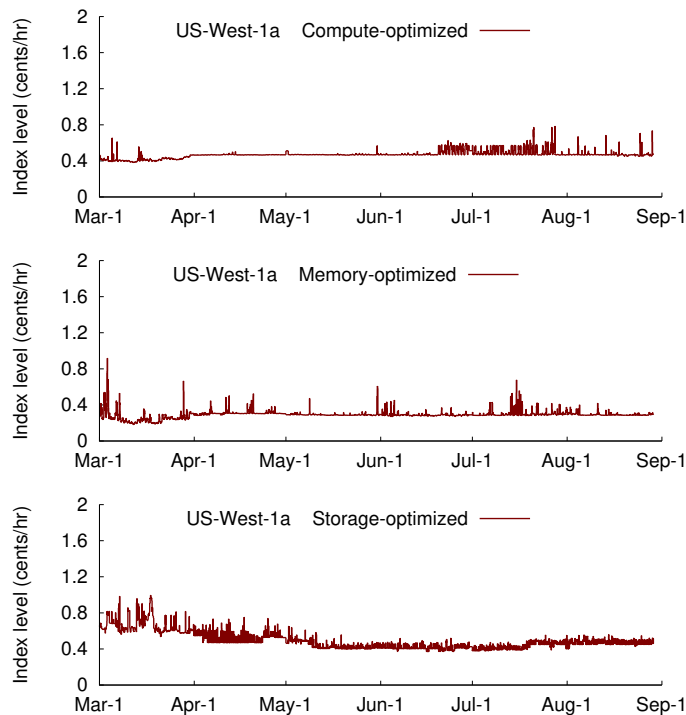 US-West-1a Compute-optimized
Index level (cents/hr)
2
1.6
1.2
0.8
0.4
0
Mar-1 Apr-1 May-1 Jun-1 Jul-1 Aug-1 Sep-1
US-West-1a Memory-optimized
Index level (cents/hr)
2
1.6
1.2
0.8
0.4
0
Mar-1 Apr-1 May-1 Jun-1 Jul-1 Aug-1 Sep-1
US-West-1a Storage-optimized
Index level (cents/hr)
2
1.6
1.2
0.8
0.4
0
Mar-1 Apr-1 May-1 Jun-1 Jul-1 Aug-1 Sep-1